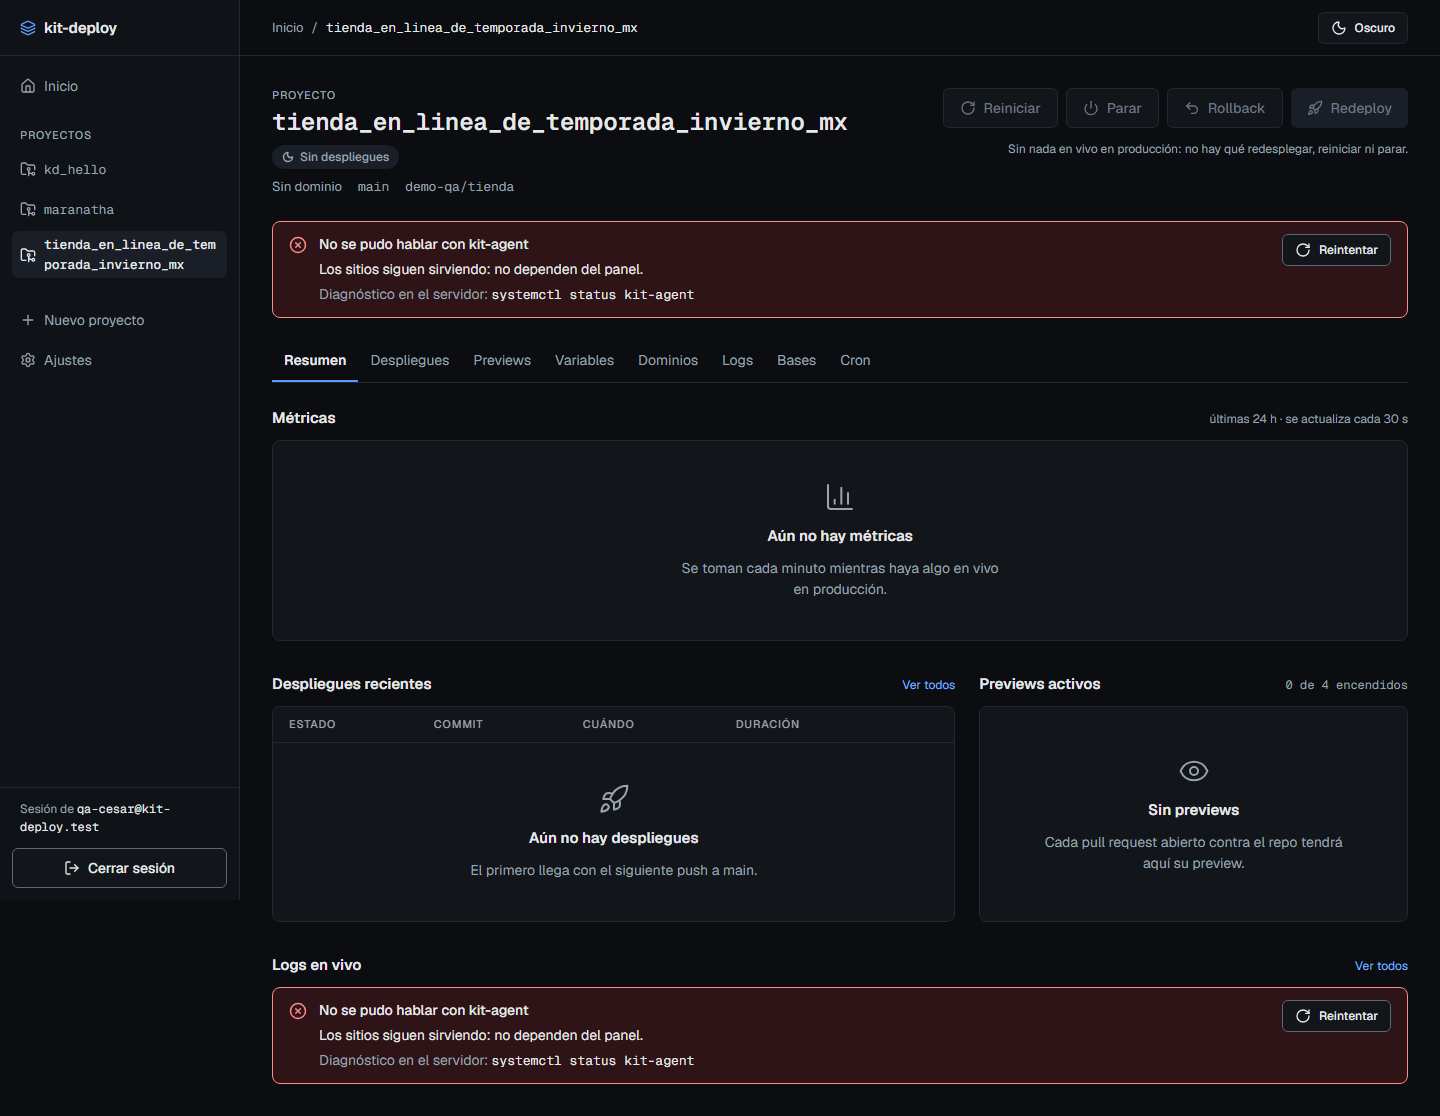 kit-deploy
Inicio / tienda_en_linea_de_temporada_invierno_mx
Oscuro
Inicio
PROYECTOS
kd_hello
maranatha
tienda_en_linea_de_tem
porada_invierno_mx
Nuevo proyecto
Ajustes
Sesión de qa-cesar@kit-
deploy.test
Cerrar sesión
PROYECTO
tienda_en_linea_de_temporada_invierno_mx
Sin despliegues
Sin dominio main demo-qa/tienda
Reiniciar
Parar
Rollback
Redeploy
Sin nada en vivo en producción: no hay qué redesplegar, reiniciar ni parar.
No se pudo hablar con kit-agent
Los sitios siguen sirviendo: no dependen del panel.
Diagnóstico en el servidor: systemctl status kit-agent
Reintentar
Resumen Despliegues Previews Variables Dominios Logs Bases Cron
Métricas
últimas 24 h · se actualiza cada 30 s
Aún no hay métricas
Se toman cada minuto mientras haya algo en vivo
en producción.
Despliegues recientes
Ver todos
ESTADO COMMIT CUÁNDO DURACIÓN
Aún no hay despliegues
El primero llega con el siguiente push a main.
Previews activos
0 de 4 encendidos
Sin previews
Cada pull request abierto contra el repo tendrá
aquí su preview.
Logs en vivo
Ver todos
No se pudo hablar con kit-agent
Los sitios siguen sirviendo: no dependen del panel.
Diagnóstico en el servidor: systemctl status kit-agent
Reintentar